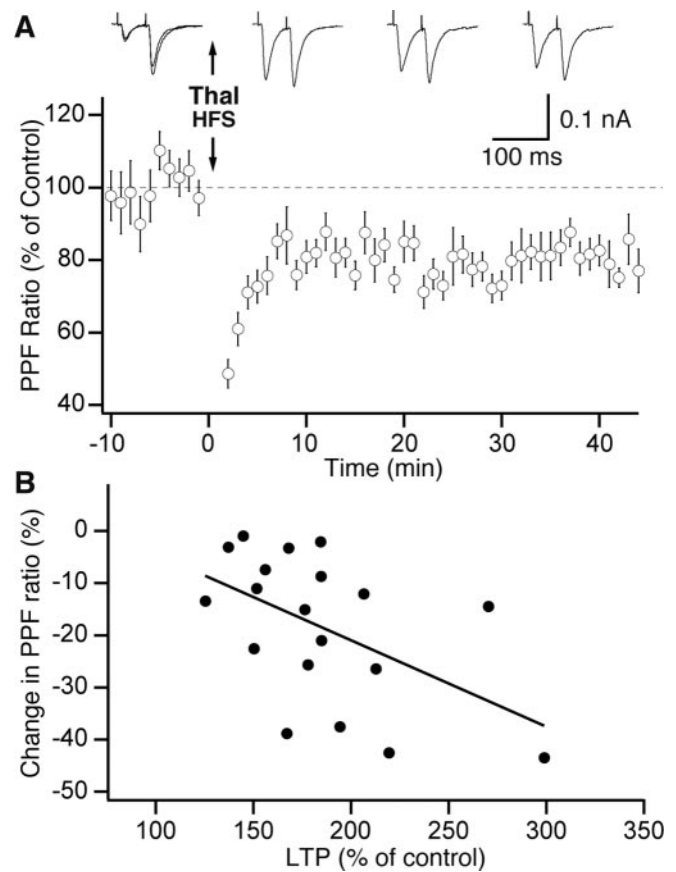 A
Thal
HFS
0.1 nA
100 ms
PPF Ratio (% of Control)
120
100
80
60
40
-10
0
10
20
30
40
Time (min)
B
Change in PPF ratio (%)
0
-10
-20
-30
-40
-50
100
150
200
250
300
350
LTP (% of control)